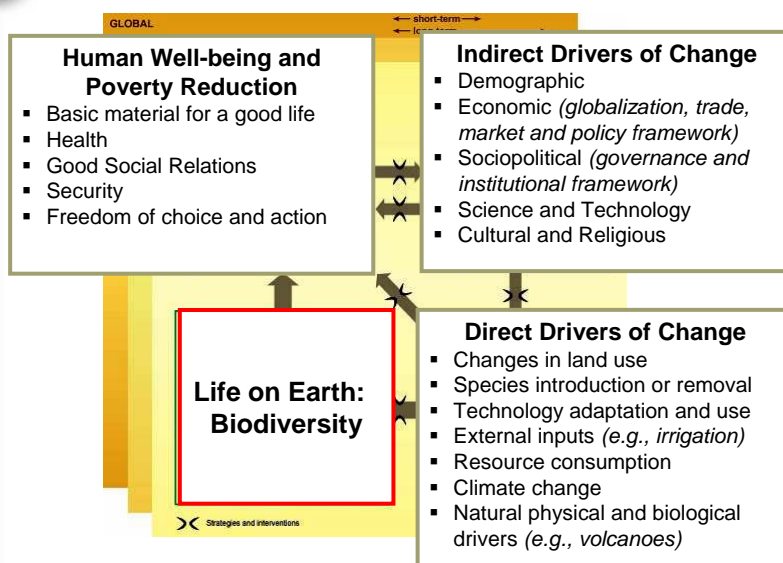 GLOBAL
short-term
Human Well-being and
Poverty Reduction
▪ Basic material for a good life
▪ Health
▪ Good Social Relations
▪ Security
▪ Freedom of choice and action
Indirect Drivers of Change
▪ Demographic
▪ Economic (globalization, trade,
market and policy framework)
▪ Sociopolitical (governance and
institutional framework)
▪ Science and Technology
▪ Cultural and Religious
Life on Earth:
Biodiversity
Direct Drivers of Change
▪ Changes in land use
▪ Species introduction or removal
▪ Technology adaptation and use
▪ External inputs (e.g., irrigation)
▪ Resource consumption
▪ Climate change
▪ Natural physical and biological
drivers (e.g., volcanoes)
Strategies and interventions